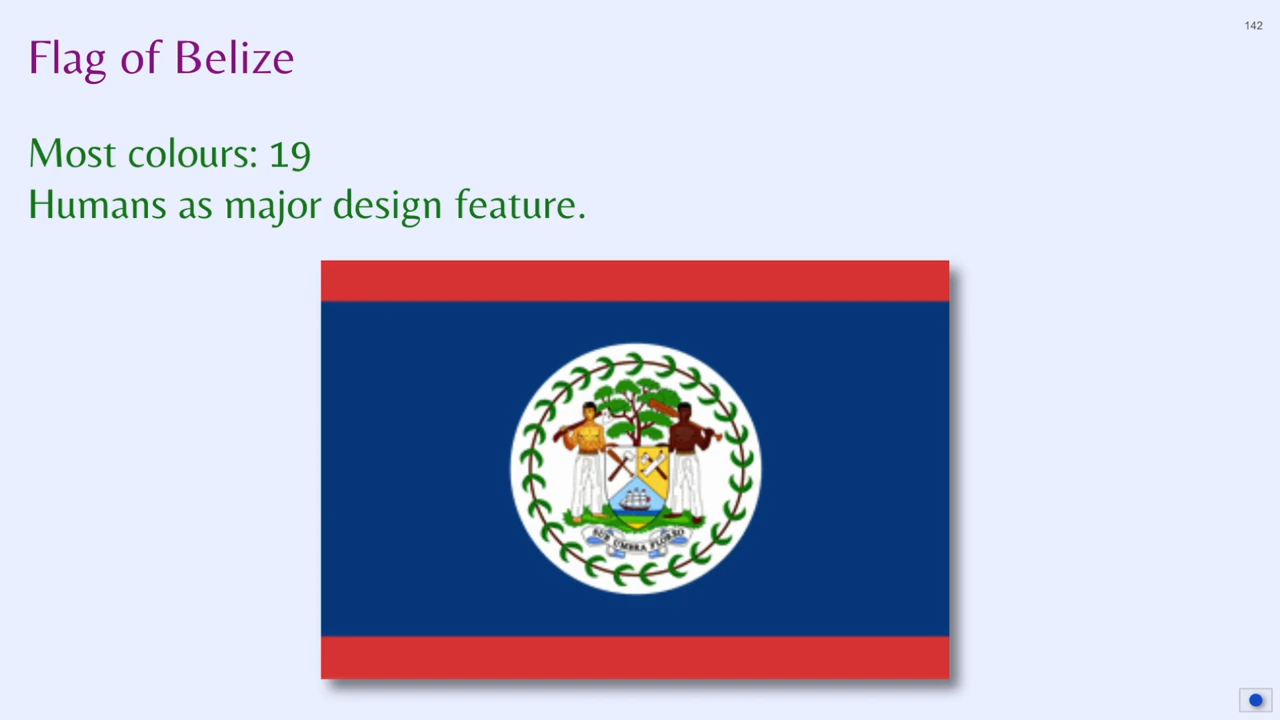 142
Flag of Belize
Most colours: 19
Humans as major design feature.
SUB UMBRA FLOREO